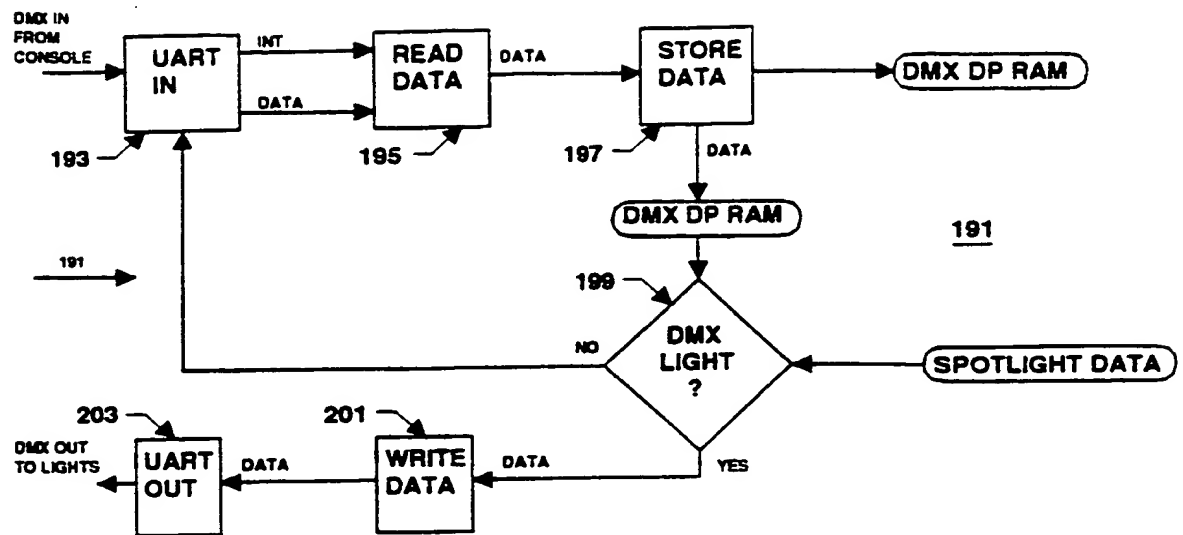 DMX IN
FROM
CONSOLE
UART
IN
INT
DATA
READ
DATA
DATA
STORE
DATA
DMX DP RAM
193
195
197
DATA
DMX DP RAM
191
191
199
DMX
LIGHT
?
NO
SPOTLIGHT DATA
YES
203
201
DMX OUT
TO LIGHTS
UART
OUT
DATA
WRITE
DATA
DATA